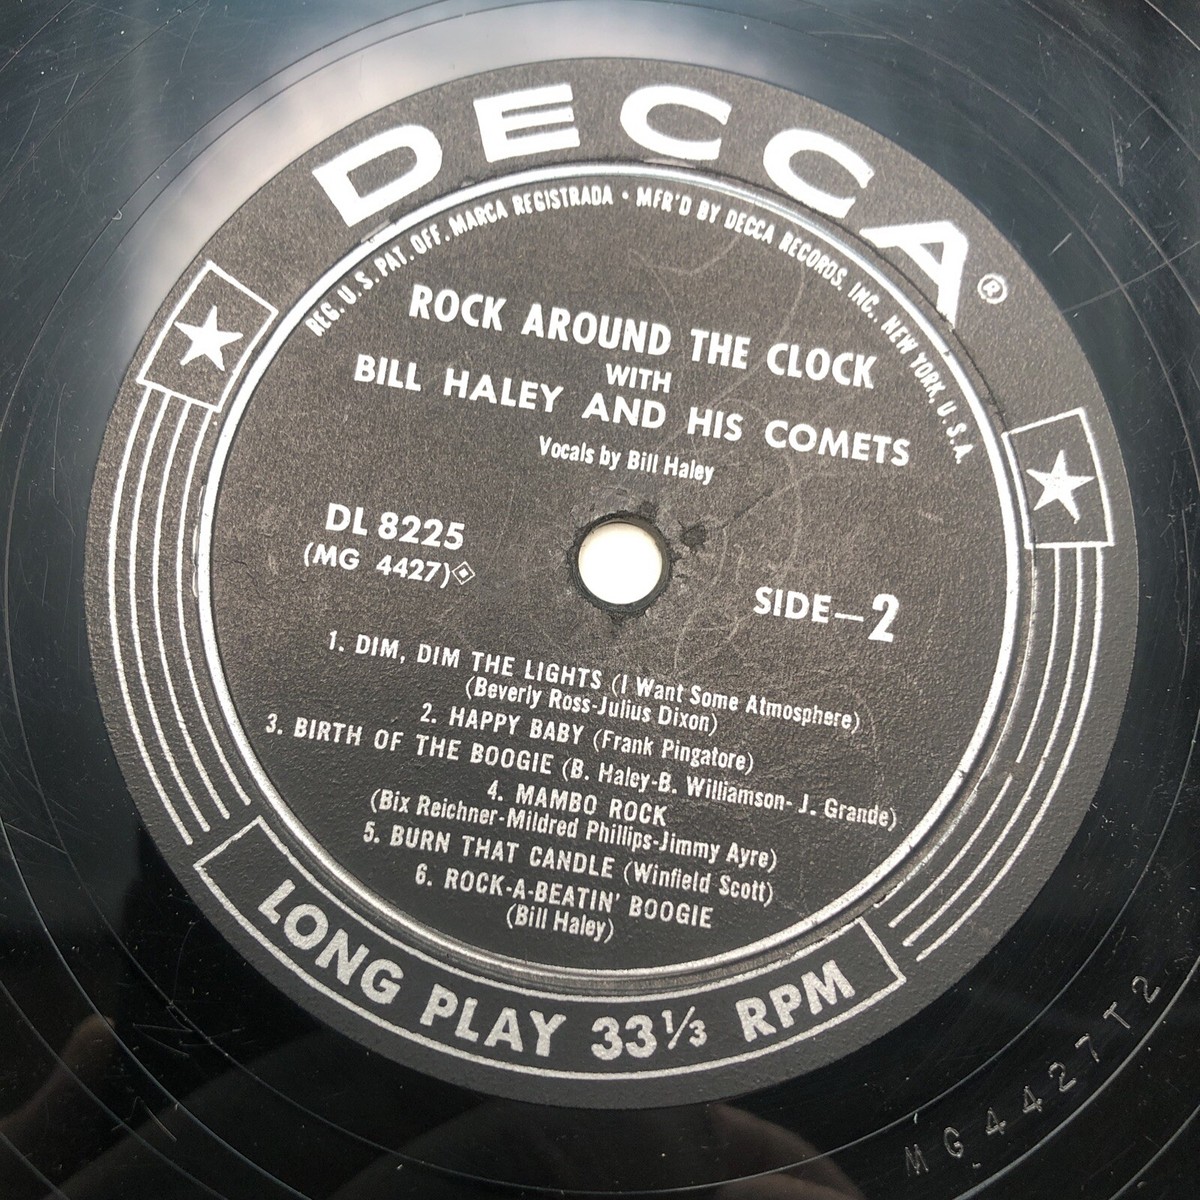 DECCA®
REG. U. S. PAT. OFF. MARCA REGISTRADA • MFR'D BY DECCA RECORDS, INC., NEW YORK, U. S. A.
ROCK AROUND THE CLOCK
WITH
BILL HALEY AND HIS COMETS
Vocals by Bill Haley
DL 8225
(MG 4427)
SIDE—2
1. DIM, DIM THE LIGHTS (I Want Some Atmosphere)
(Beverly Ross-Julius Dixon)
2. HAPPY BABY (Frank Pingatore)
3. BIRTH OF THE BOOGIE (B. Haley-B. Williamson- J. Grande)
4. MAMBO ROCK
(Bix Reichner-Mildred Phillips-Jimmy Ayre)
5. BURN THAT CANDLE (Winfield Scott)
6. ROCK-A-BEATIN' BOOGIE
(Bill Haley)
LONG PLAY 33⅓ RPM
MG 4427 T2